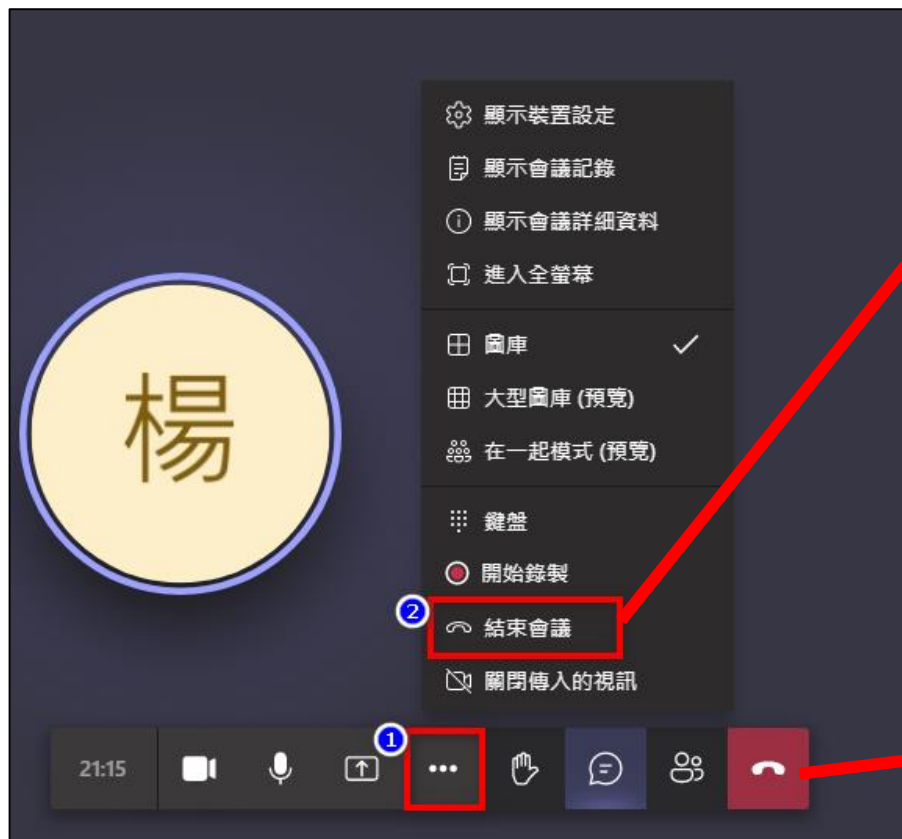 顯示裝置設定
顯示會議記錄
顯示會議詳細資料
進入全螢幕
楊
圖庫
大型圖庫 (預覽)
在一起模式 (預覽)
鍵盤
開始錄製
2
結束會議
關閉傳入的視訊
1
21:15